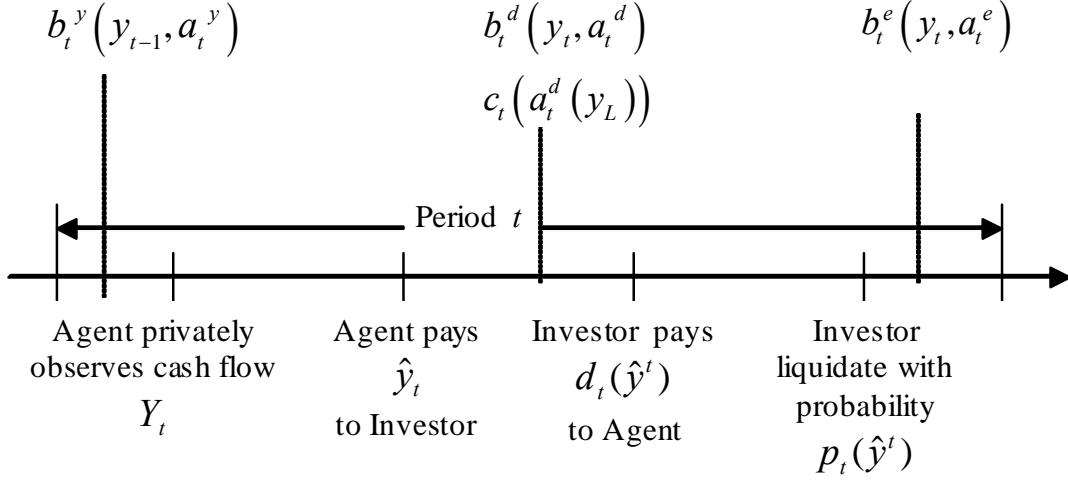 b_t^y(y_{t-1}, a_t^y)
b_t^d(y_t, a_t^d)
b_t^e(y_t, a_t^e)
c_t(a_t^d(y_L))
Period t
Agent privately
observes cash flow
Y_t
Agent pays
ŷ_t
to Investor
Investor pays
d_t(ŷ^t)
to Agent
Investor
liquidate with
probability
p_t(ŷ^t)